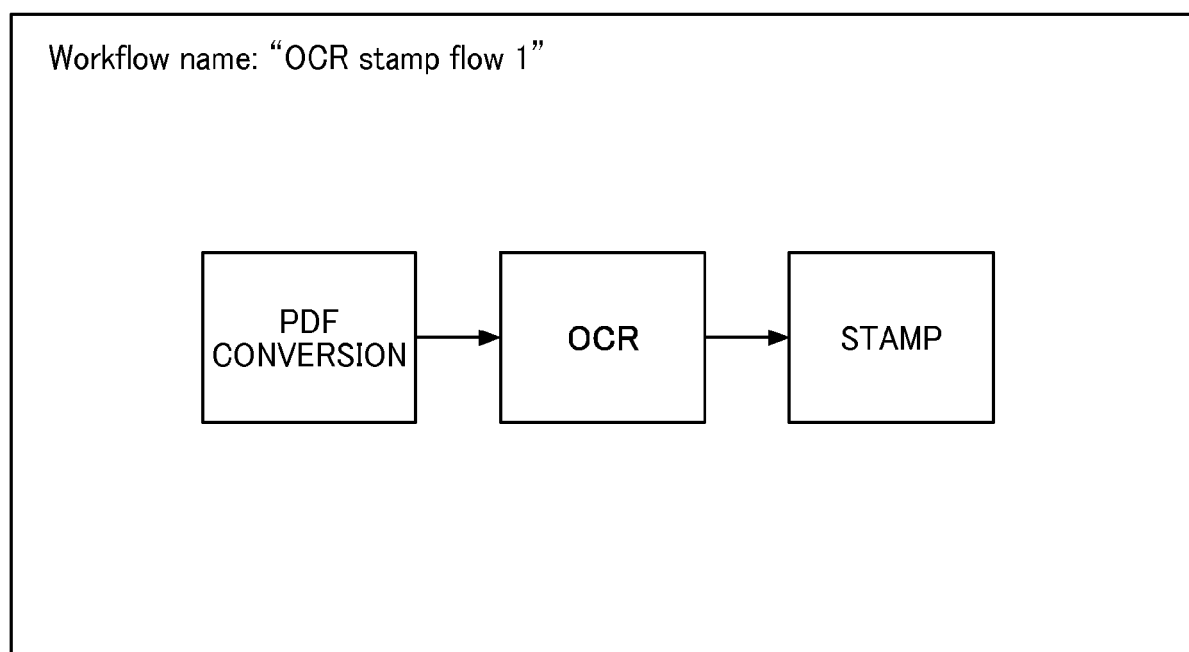 Workflow name: “OCR stamp flow 1”
PDF
CONVERSION
OCR
STAMP